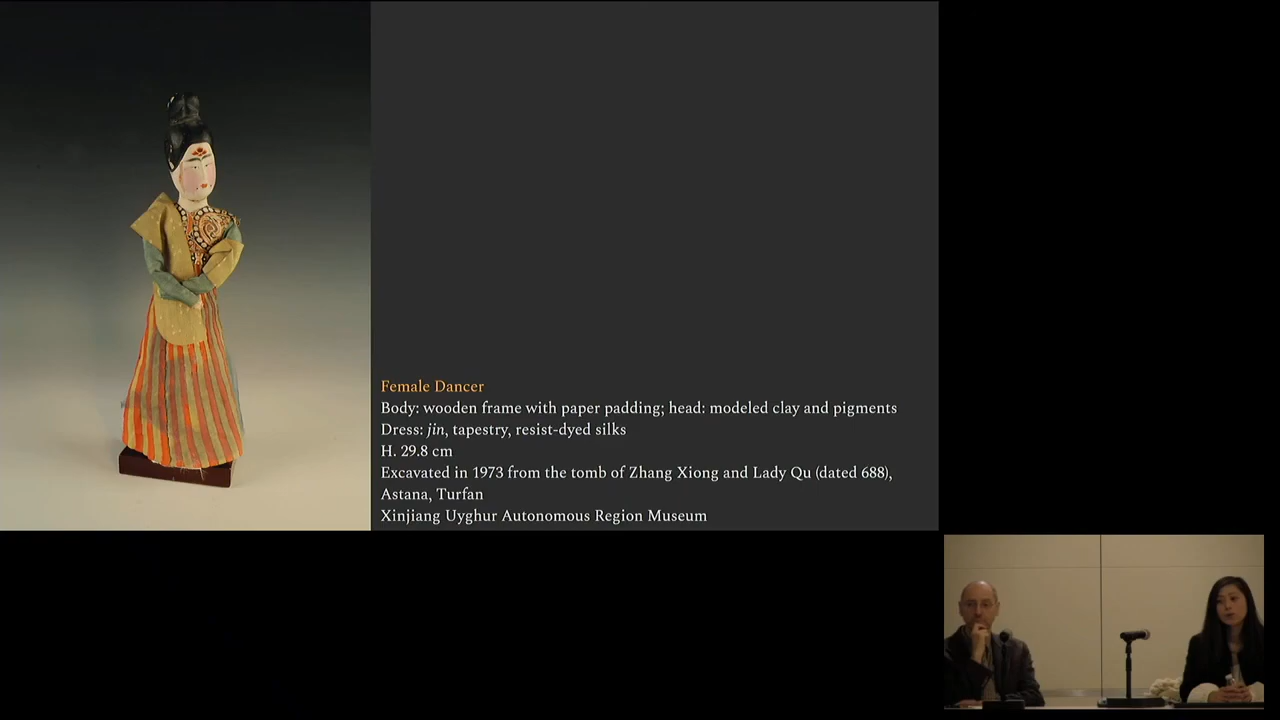 Female Dancer
Body: wooden frame with paper padding; head: modeled clay and pigments
Dress: jin, tapestry, resist-dyed silks
H. 29.8 cm
Excavated in 1973 from the tomb of Zhang Xiong and Lady Qu (dated 688),
Astana, Turfan
Xinjiang Uyghur Autonomous Region Museum